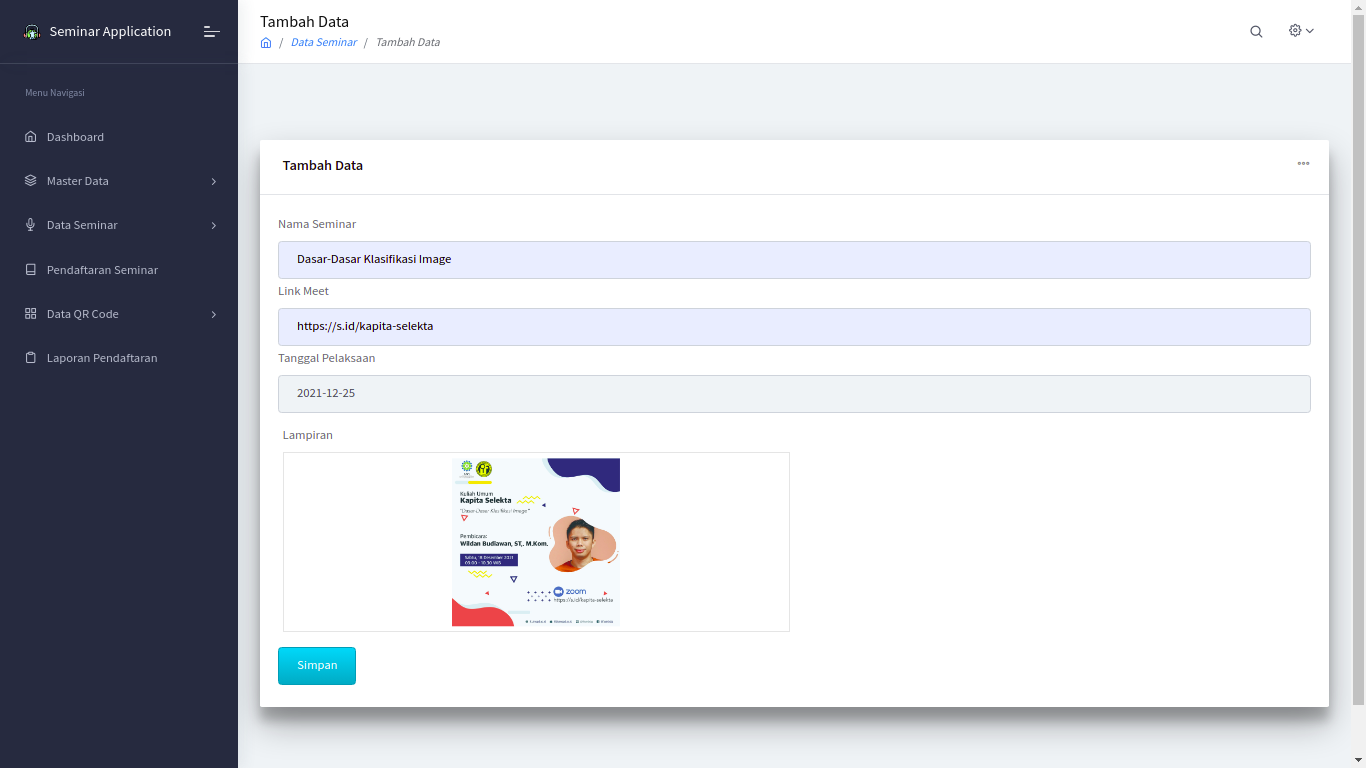 Seminar Application
Menu Navigasi
Dashboard
Master Data
Data Seminar
Pendaftaran Seminar
Data QR Code
Laporan Pendaftaran
Tambah Data
/ Data Seminar / Tambah Data
Tambah Data
Nama Seminar
Dasar-Dasar Klasifikasi Image
Link Meet
https://s.id/kapita-selekta
Tanggal Pelaksaan
2021-12-25
Lampiran
Kuliah Umum
Kapita Selekta
"Dasar-Dasar Klasifikasi Image"
Pembicara:
Wildan Budiawan, ST,. M.Kom.
Sabtu, 18 Desember 2021
09.00 - 10.30 WIB
zoom
https://s.id/kapita-selekta
Simpan